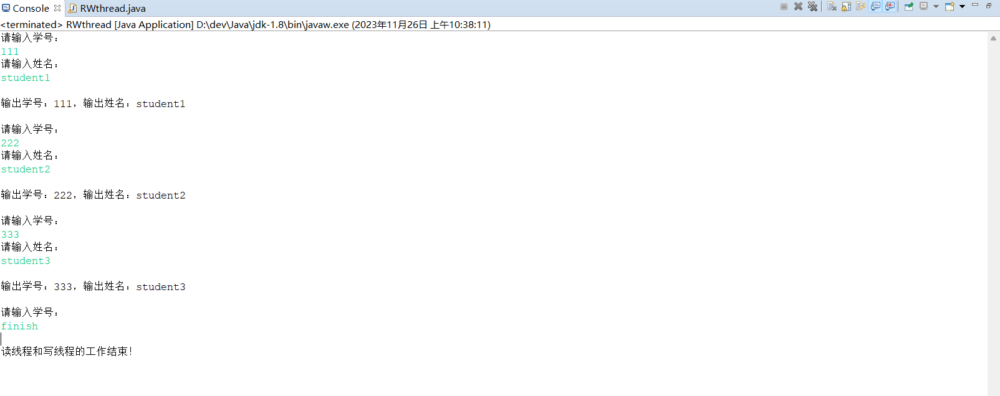 Console RWthread.java
<terminated> RWthread [Java Application] D:\dev\Java\jdk-1.8\bin\javaw.exe (2023年11月26日 上午10:38:11)
请输入学号：
111
请输入姓名：
student1
输出学号：111，输出姓名：student1
请输入学号：
222
请输入姓名：
student2
输出学号：222，输出姓名：student2
请输入学号：
333
请输入姓名：
student3
输出学号：333，输出姓名：student3
请输入学号：
finish
读线程和写线程的工作结束！